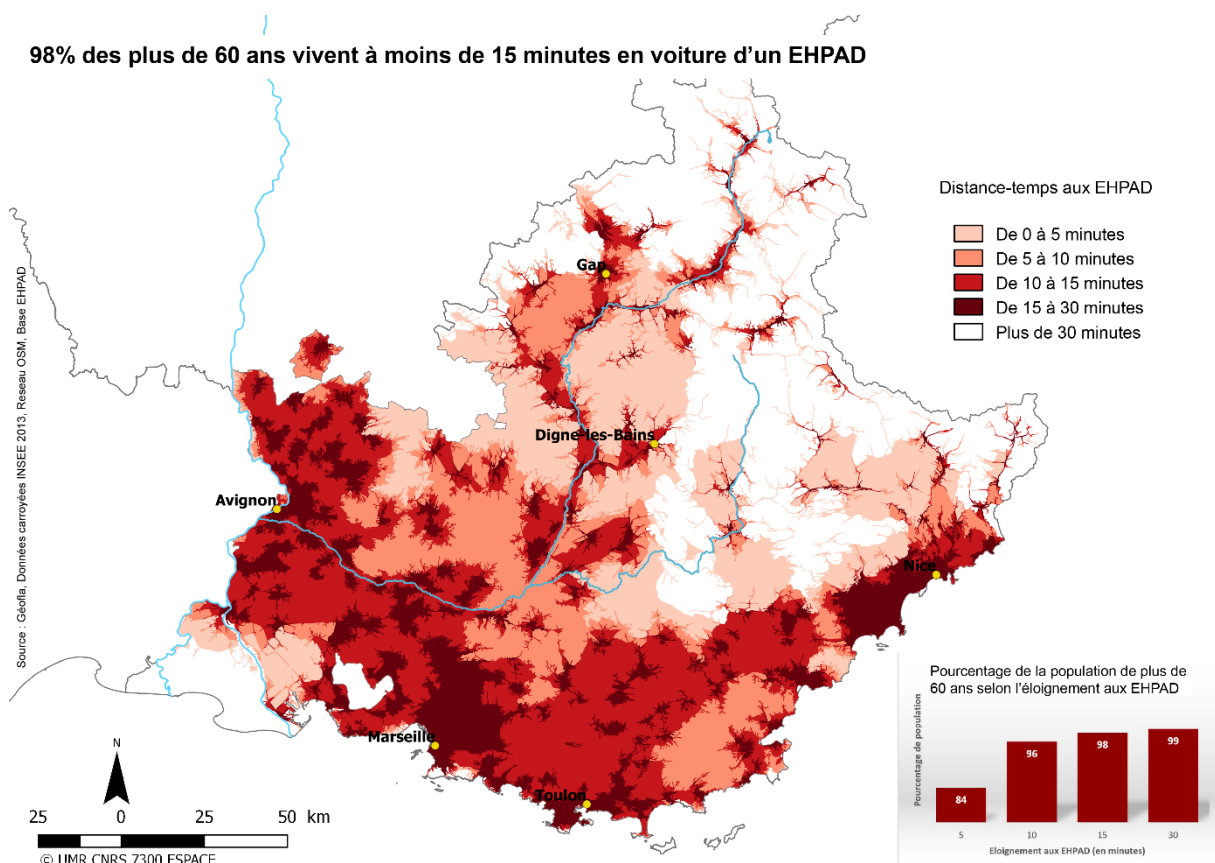 98% des plus de 60 ans vivent à moins de 15 minutes en voiture d'un EHPAD
Distance-temps aux EHPAD
De 0 à 5 minutes
De 5 à 10 minutes
De 10 à 15 minutes
De 15 à 30 minutes
Plus de 30 minutes
Gap
Digne-les-Bains
Avignon
Nice
Marseille
Toulon
Source : Géofla, Données carroyées INSEE 2013, Reseau OSM, Base EHPAD
N
25 0 25 50 km
© UMR CNRS 7300 ESPACE
Pourcentage de la population de plus de
60 ans selon l'éloignement aux EHPAD
Pourcentage de population
84
96
98
99
5 10 15 30
Eloignement aux EHPAD (en minutes)